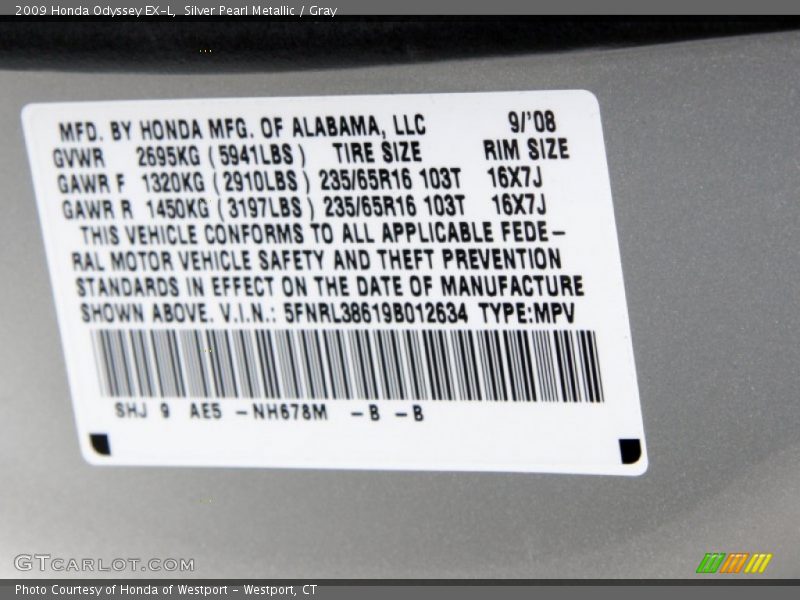 2009 Honda Odyssey EX-L, Silver Pearl Metallic / Gray
MFD. BY HONDA MFG. OF ALABAMA, LLC 9/'08
GVWR 2695KG (5941LBS) TIRE SIZE RIM SIZE
GAWR F 1320KG (2910LBS) 235/65R16 103T 16X7J
GAWR R 1450KG (3197LBS) 235/65R16 103T 16X7J
THIS VEHICLE CONFORMS TO ALL APPLICABLE FEDE-
RAL MOTOR VEHICLE SAFETY AND THEFT PREVENTION
STANDARDS IN EFFECT ON THE DATE OF MANUFACTURE
SHOWN ABOVE. V.I.N.: 5FNRL38619B012634 TYPE:MPV
SHJ 9 AE5 -NH678M -B -B
GTCARLOT.COM
Photo Courtesy of Honda of Westport - Westport, CT